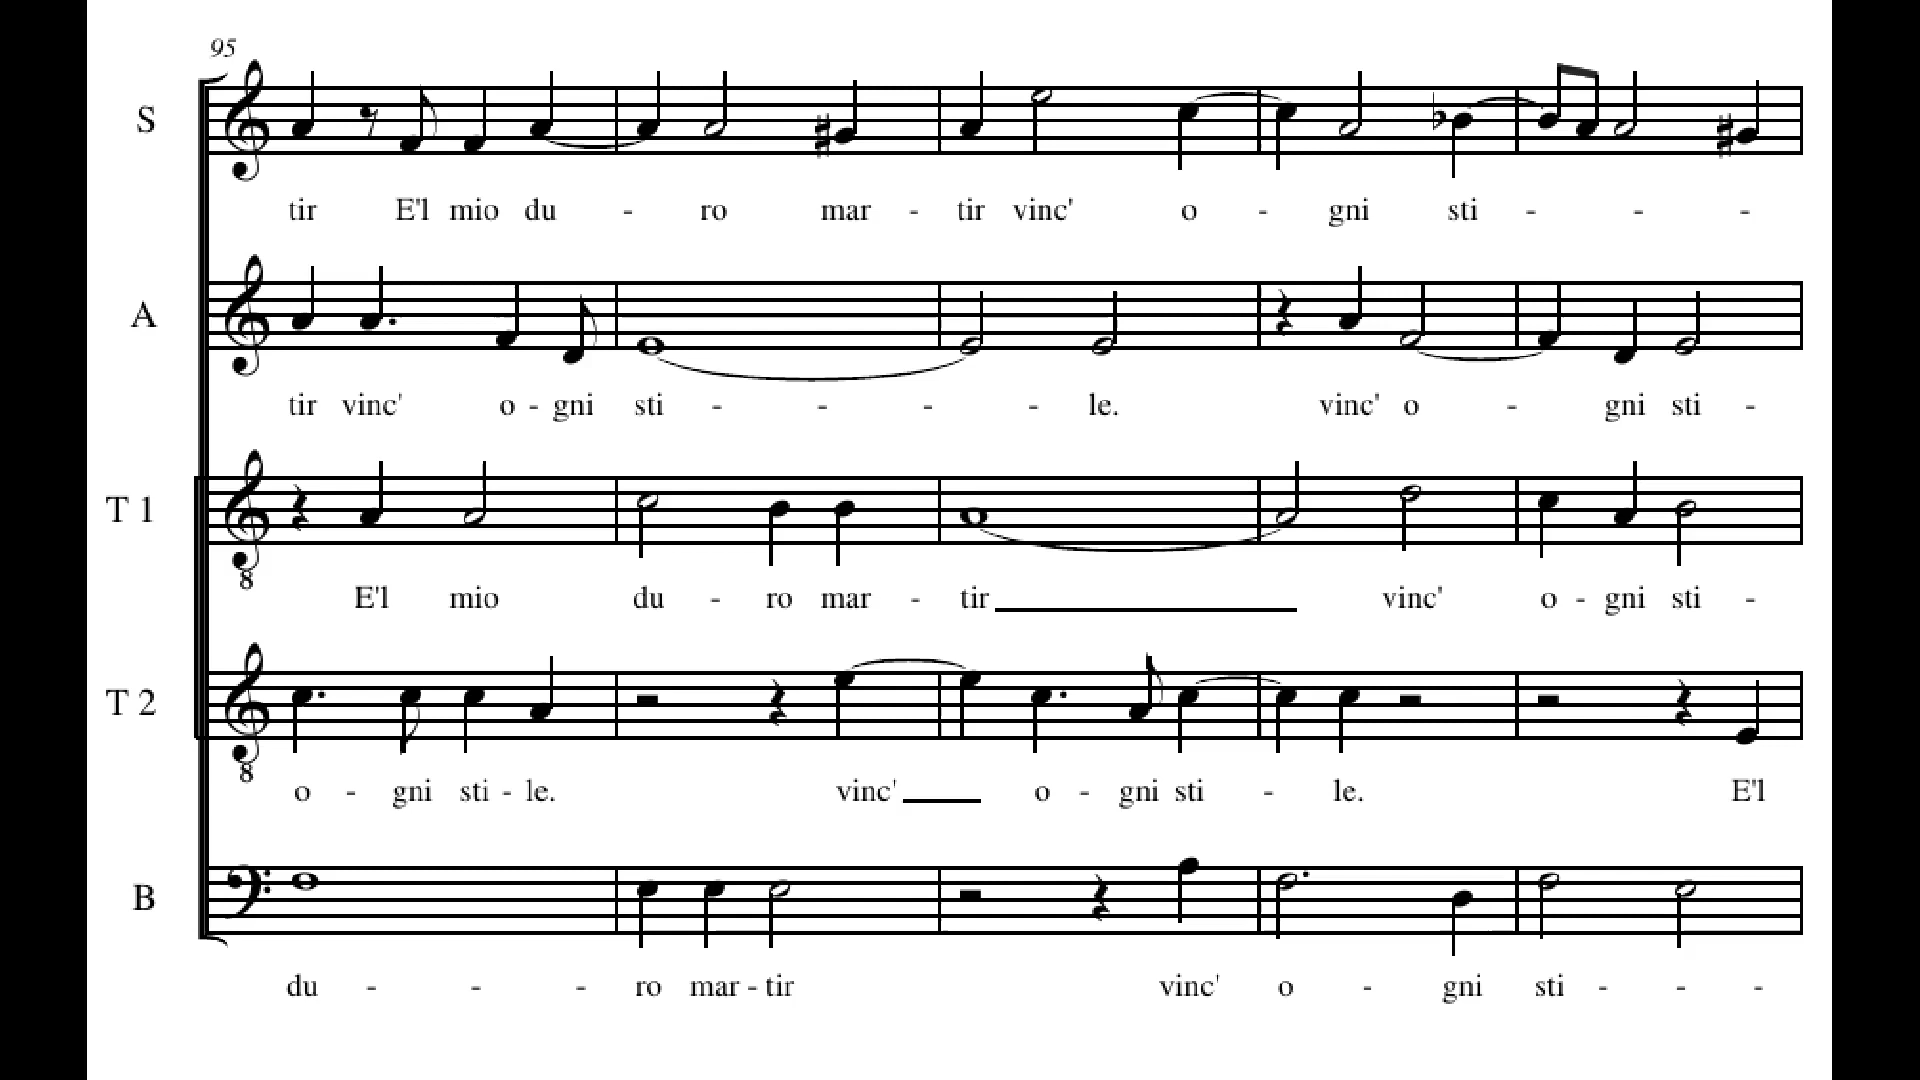 95
S
tir E'l mio du - ro mar - tir vinc' o - gni sti - - -
A
tir vinc' o - gni sti - - - - le. vinc' o - gni sti -
T 1
8
E'l mio du - ro mar - tir vinc' o - gni sti -
T 2
8
o - gni sti - le. vinc' o - gni sti - le. E'l
B
du - - - ro mar - tir vinc' o - gni sti - - -